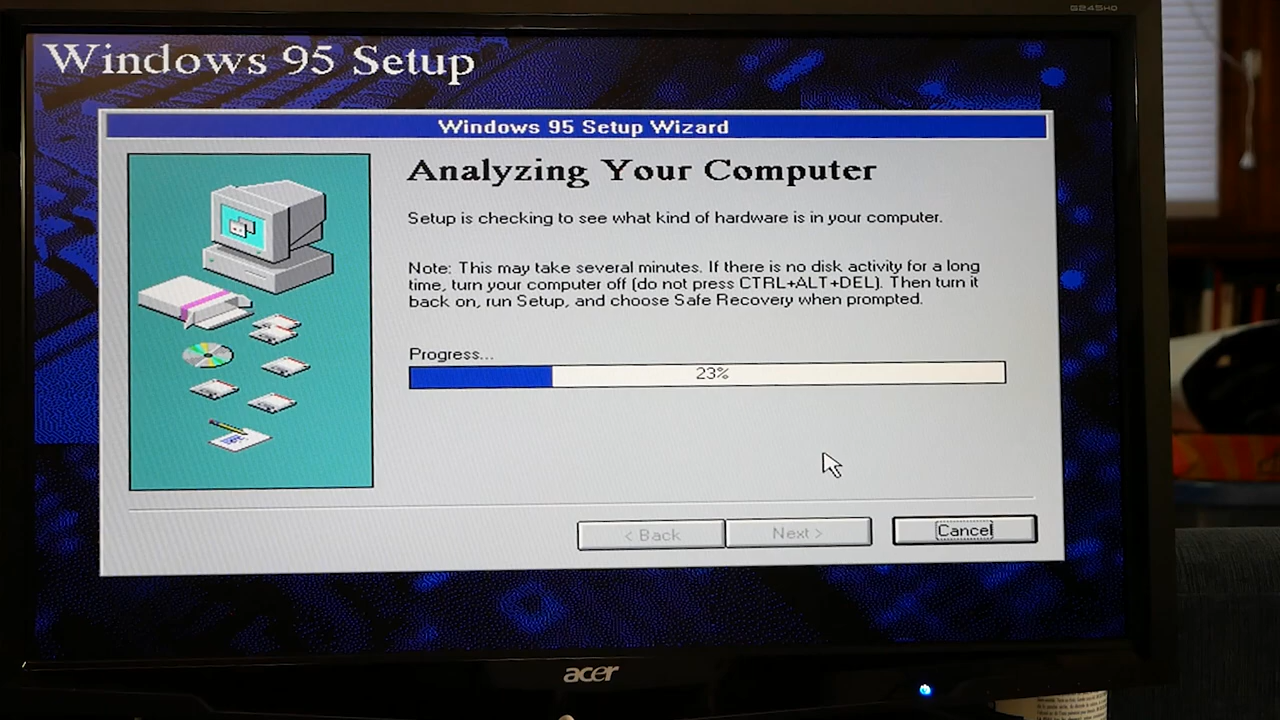 G245HQ
Windows 95 Setup
Windows 95 Setup Wizard
Analyzing Your Computer
Setup is checking to see what kind of hardware is in your computer.
Note: This may take several minutes. If there is no disk activity for a long
time, turn your computer off (do not press CTRL+ALT+DEL). Then turn it
back on, run Setup, and choose Safe Recovery when prompted.
Progress...
23%
< Back
Next >
Cancel
acer